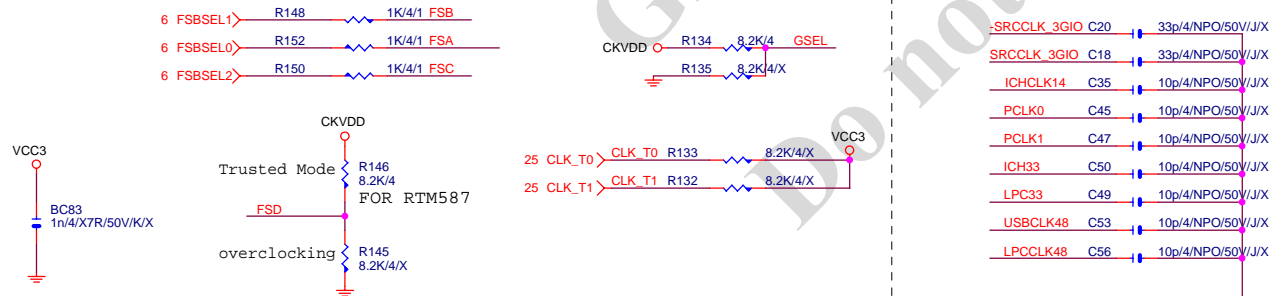 6 FSBSEL1 R148 1K/4/1 FSB
6 FSBSEL0 R152 1K/4/1 FSA
6 FSBSEL2 R150 1K/4/1 FSC
CKVDD R134 8.2K/4 GSEL
R135 8.2K/4/X
VCC3
BC83
1n/4/X7R/50V/K/X
CKVDD
Trusted Mode R146
8.2K/4
FOR RTM587
FSD
overclocking R145
8.2K/4/X
VCC3
25 CLK_T0 CLK_T0 R133 8.2K/4/X
25 CLK_T1 CLK_T1 R132 8.2K/4/X
-SRCCLK_3GIO C20 33p/4/NPO/50V/J/X
SRCCLK_3GIO C18 33p/4/NPO/50V/J/X
ICHCLK14 C35 10p/4/NPO/50V/J/X
PCLK0 C45 10p/4/NPO/50V/J/X
PCLK1 C47 10p/4/NPO/50V/J/X
ICH33 C50 10p/4/NPO/50V/J/X
LPC33 C49 10p/4/NPO/50V/J/X
USBCLK48 C53 10p/4/NPO/50V/J/X
LPCCLK48 C56 10p/4/NPO/50V/J/X
Do not